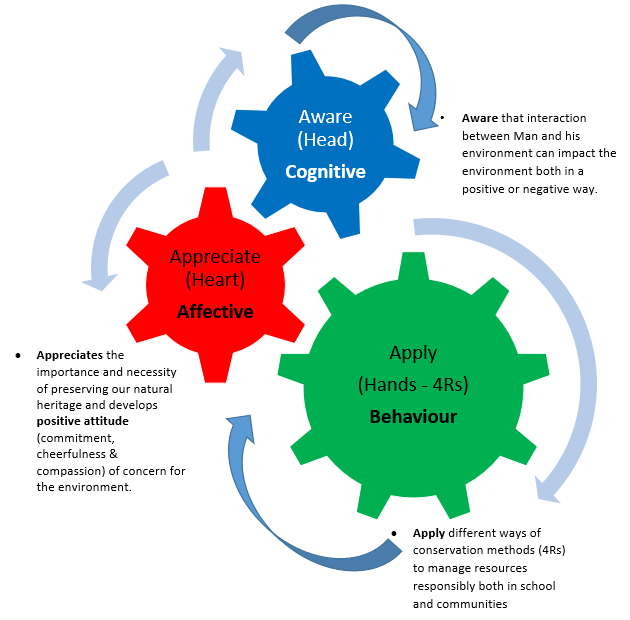 Aware
(Head)
Cognitive
• Aware that interaction
between Man and his
environment can impact the
environment both in a
positive or negative way.
Appreciate
(Heart)
Affective
Apply
(Hands - 4Rs)
Behaviour
• Appreciates the
importance and necessity
of preserving our natural
heritage and develops
positive attitude
(commitment,
cheerfulness &
compassion) of concern for
the environment.
• Apply different ways of
conservation methods (4Rs)
to manage resources
responsibly both in school
and communities